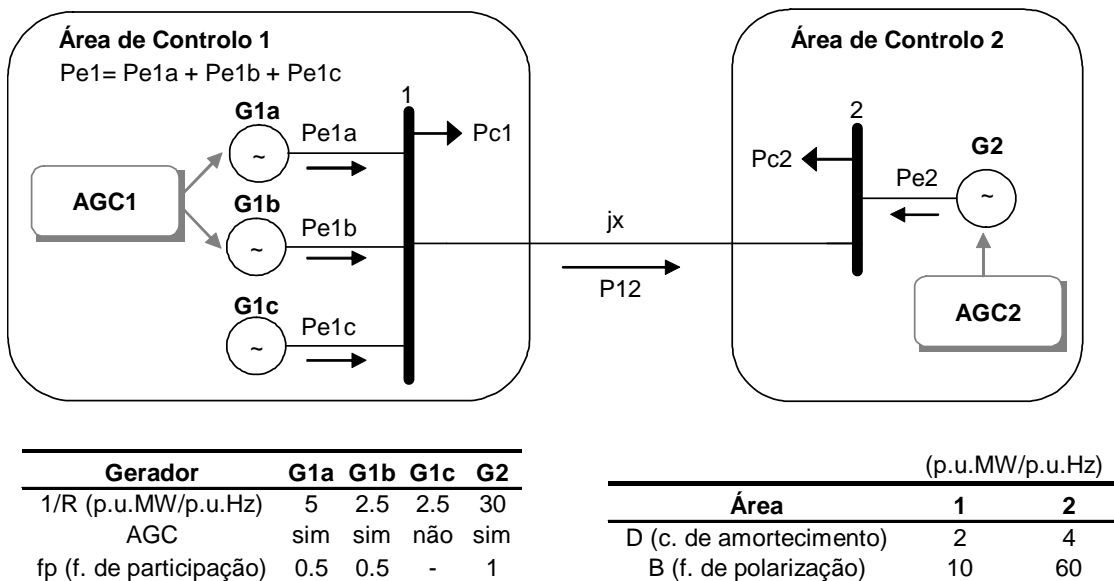 Área de Controlo 1
Pe1= Pe1a + Pe1b + Pe1c
G1a
~
Pe1a
1
Pc1
AGC1
G1b
~
Pe1b
G1c
~
Pe1c
jx
P12
Área de Controlo 2
2
Pc2
G2
~
Pe2
AGC2
Gerador G1a G1b G1c G2
1/R (p.u.MW/p.u.Hz) 5 2.5 2.5 30
AGC sim sim não sim
fp (f. de participação) 0.5 0.5 - 1
(p.u.MW/p.u.Hz)
Área 1 2
D (c. de amortecimento) 2 4
B (f. de polarização) 10 60